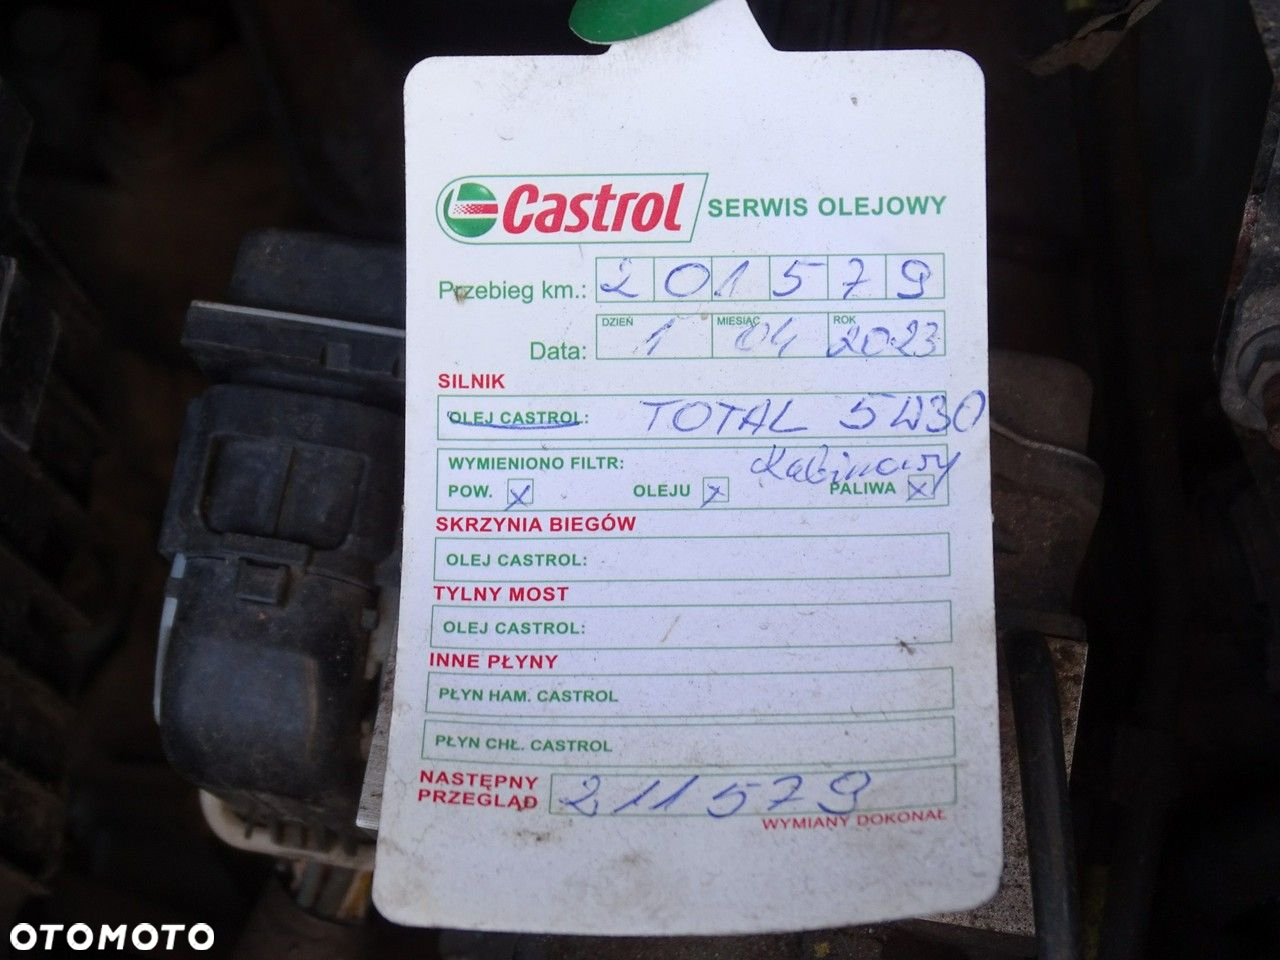 Castrol SERWIS OLEJOWY
Przebieg km.: 201579
DZIEŃ MIESIĄC ROK
Data: 1 04 2023
SILNIK
OLEJ CASTROL: TOTAL 5W30
WYMIENIONO FILTR: Kabinowy
POW. x OLEJU x PALIWA x
SKRZYNIA BIEGÓW
OLEJ CASTROL:
TYLNY MOST
OLEJ CASTROL:
INNE PŁYNY
PŁYN HAM. CASTROL
PŁYN CHŁ. CASTROL
NASTĘPNY
PRZEGLĄD 211579
WYMIANY DOKONAŁ
OTOMOTO